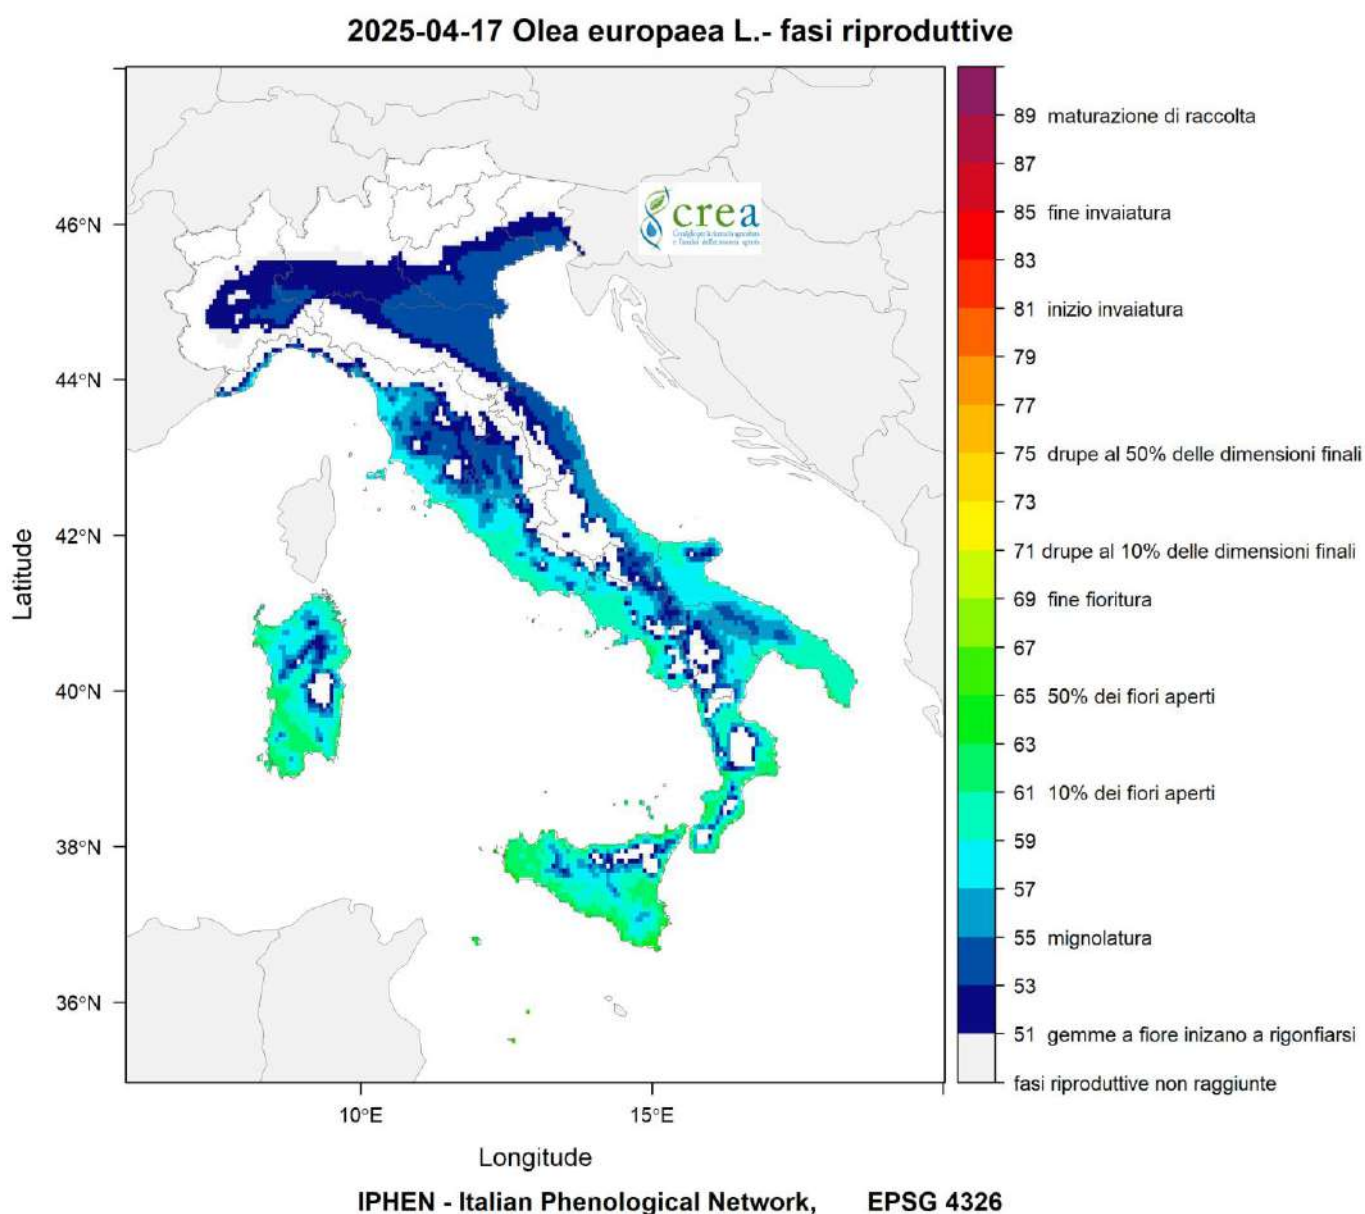 2025-04-17 Olea europaea L.- fasi riproduttive
crea
46°N
44°N
42°N
40°N
38°N
36°N
Latitude
10°E
15°E
Longitude
89 maturazione di raccolta
87
85 fine invaiatura
83
81 inizio invaiatura
79
77
75 drupe al 50% delle dimensioni finali
73
71 drupe al 10% delle dimensioni finali
69 fine fioritura
67
65 50% dei fiori aperti
63
61 10% dei fiori aperti
59
57
55 mignolatura
53
51 gemme a fiore inizano a rigonfiarsi
fasi riproduttive non raggiunte
IPHEN - Italian Phenological Network, EPSG 4326